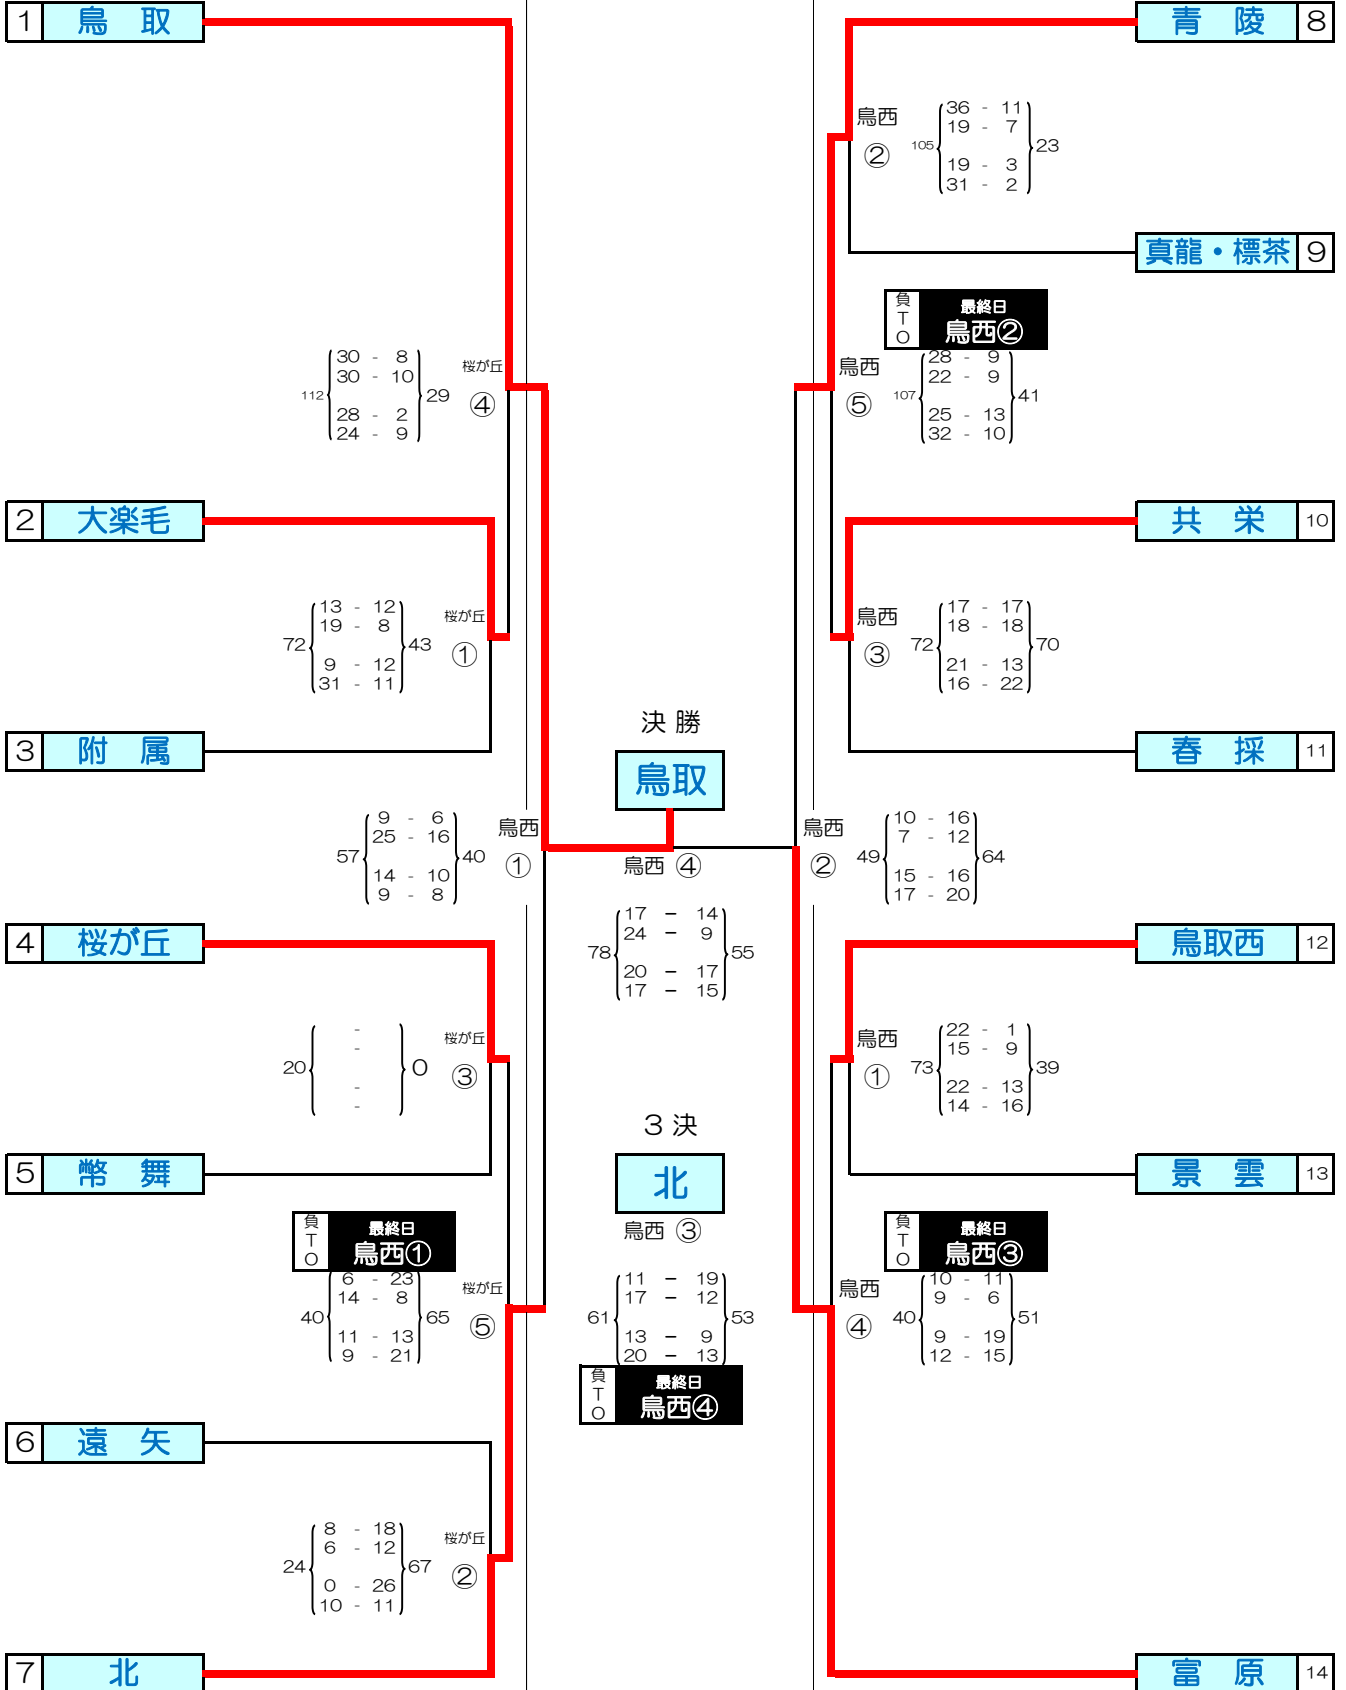 1 鳥 取
30 - 8
30 - 10
112 29
28 - 2
24 - 9
桜が丘
④
2 大楽毛
13 - 12
19 - 8
72 43
9 - 12
31 - 11
桜が丘
①
3 附 属
9 - 6
25 - 16
57 40
14 - 10
9 - 8
鳥西
①
4 桜が丘
-
-
20 0
-
-
桜が丘
③
5 幣 舞
負TO
最終日
鳥西①
6 - 23
14 - 8
40 65
11 - 13
9 - 21
桜が丘
⑤
6 遠 矢
8 - 18
6 - 12
24 67
0 - 26
10 - 11
桜が丘
②
7 北
決 勝
鳥取
鳥西 ④
17 - 14
24 - 9
78 55
20 - 17
17 - 15
3 決
北
鳥西 ③
11 - 19
17 - 12
61 53
13 - 9
20 - 13
負TO
最終日
鳥西④
青 陵 8
鳥西
②
36 - 11
19 - 7
105 23
19 - 3
31 - 2
真龍・標茶 9
負TO
最終日
鳥西②
鳥西
⑤
28 - 9
22 - 9
107 41
25 - 13
32 - 10
共 栄 10
鳥西
③
17 - 17
18 - 18
72 70
21 - 13
16 - 22
春 採 11
鳥西
②
10 - 16
7 - 12
49 64
15 - 16
17 - 20
鳥取西 12
鳥西
①
22 - 1
15 - 9
73 39
22 - 13
14 - 16
景 雲 13
負TO
最終日
鳥西③
鳥西
④
10 - 11
9 - 6
40 51
9 - 19
12 - 15
富 原 14